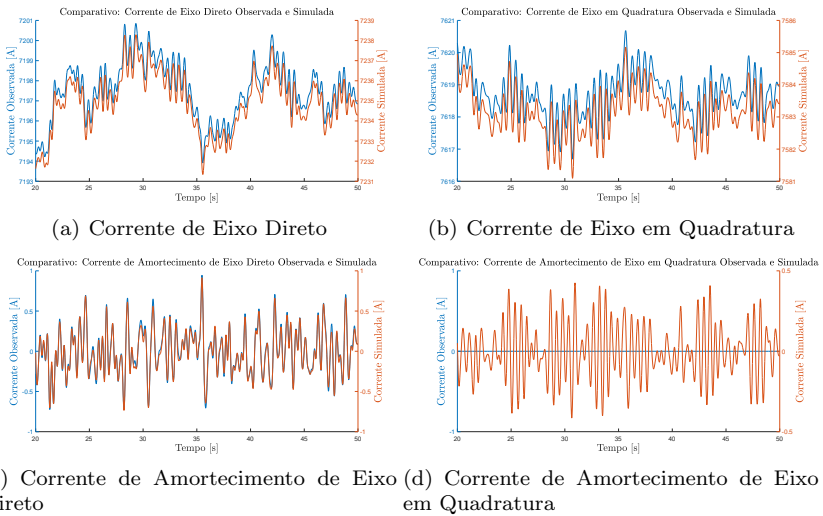 Comparativo: Corrente de Eixo Direto Observada e Simulada
7201
7200
7199
7198
7197
7196
7195
7194
7193
Corrente Observada [A]
7239
7238
7237
7236
7235
7234
7233
7232
7231
Corrente Simulada [A]
20 25 30 35 40 45 50
Tempo [s]
(a) Corrente de Eixo Direto
Comparativo: Corrente de Eixo em Quadratura Observada e Simulada
7621
7620
7619
7618
7617
7616
Corrente Observada [A]
7586
7585
7584
7583
7582
7581
Corrente Simulada [A]
20 25 30 35 40 45 50
Tempo [s]
(b) Corrente de Eixo em Quadratura
Comparativo: Corrente de Amortecimento de Eixo Direto Observada e Simulada
1
0.5
0
-0.5
-1
Corrente Observada [A]
1
0.5
0
-0.5
-1
Corrente Simulada [A]
20 25 30 35 40 45 50
Tempo [s]
) Corrente de Amortecimento de Eixo
ireto
Comparativo: Corrente de Amortecimento de Eixo em Quadratura Observada e Simulada
1
0
-1
Corrente Observada [A]
0.5
0
-0.5
Corrente Simulada [A]
20 25 30 35 40 45 50
Tempo [s]
(d) Corrente de Amortecimento de Eixo
em Quadratura